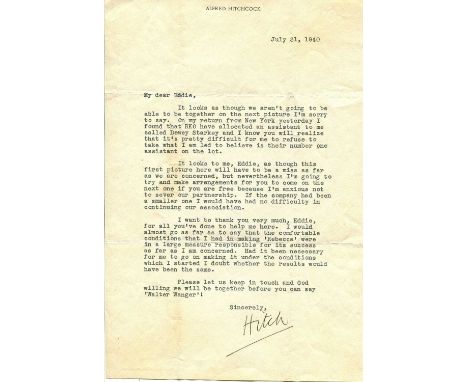 ALFRED HITCHCOCK
July 31, 1940
My dear Eddie,
It looks as though we aren't going to be
able to be together on the next picture I'm sorry
to say. On my return from New York yesterday I
found that RKO have allocated an assistant to me
called Dewey Starkey and I know you will realize
that it's pretty difficult for me to refuse to
take what I am led to believe is their number one
assistant on the lot.
It looks to me, Eddie, as though this
first picture here will have to be a miss as far
as we are concerned, but nevertheless I'm going to
try and make arrangements for you to come on the
next one if you are free because I'm anxious not
to sever our partnership. If the company had been
a smaller one I would have had no difficulty in
continuing our association.
I want to thank you very much, Eddie,
for all you've done to help me here. I would
almost go as far as to say that the comfortable
conditions that I had in making 'Rebecca' were
in a large measure responsible for its success
as far as I am concerned. Had it been necessary
for me to go on making it under the conditions
which I started I doubt whether the results would
have been the same.
Please let us keep in touch and God
willing we will be together before you can say
'Walter Wanger'!
Sincerely,
Hitch